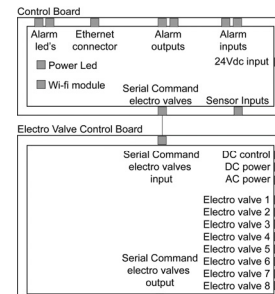 Control Board
Alarm led's
Ethernet connector
Alarm outputs
Alarm inputs
Power Led
24Vdc input
Wi-fi module
Serial Command electro valves
Sensor Inputs
Electro Valve Control Board
Serial Command electro valves input
DC control
DC power
AC power
Electro valve 1
Electro valve 2
Electro valve 3
Electro valve 4
Electro valve 5
Electro valve 6
Electro valve 7
Electro valve 8
Serial Command electro valves output